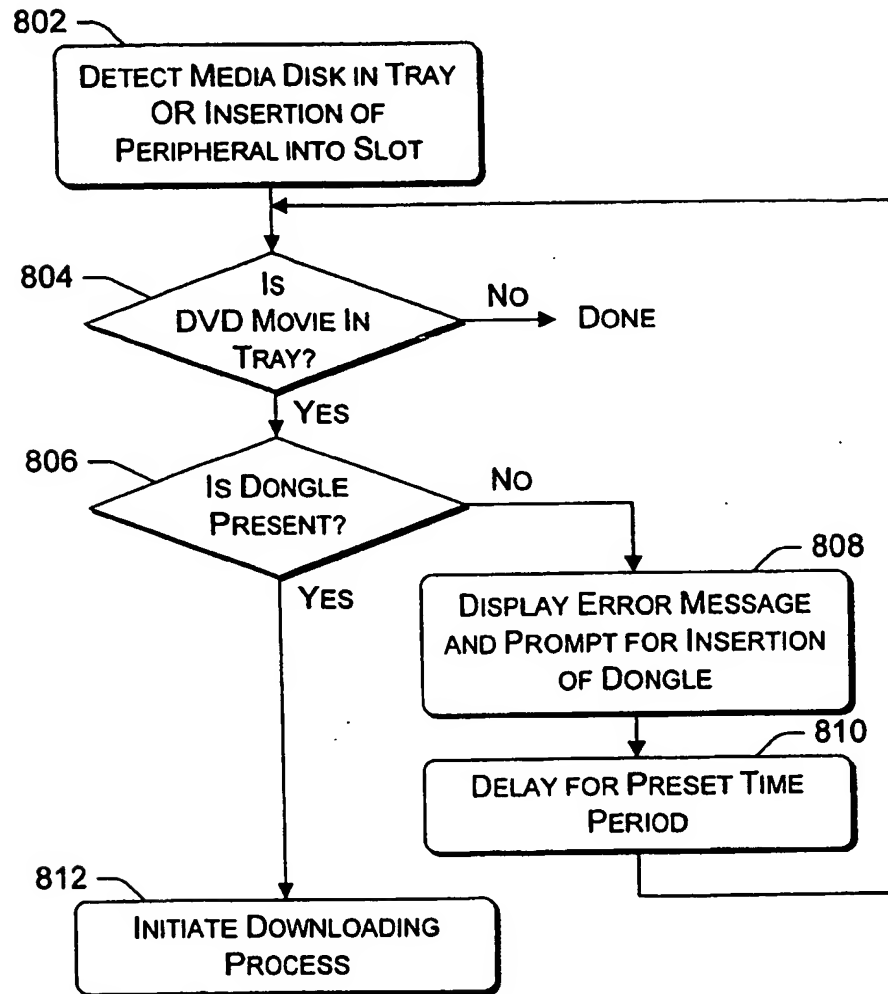 802
DETECT MEDIA DISK IN TRAY
OR INSERTION OF
PERIPHERAL INTO SLOT
804
IS
DVD MOVIE IN
TRAY?
NO
DONE
YES
806
IS DONGLE
PRESENT?
NO
YES
808
DISPLAY ERROR MESSAGE
AND PROMPT FOR INSERTION
OF DONGLE
810
DELAY FOR PRESET TIME
PERIOD
812
INITIATE DOWNLOADING
PROCESS